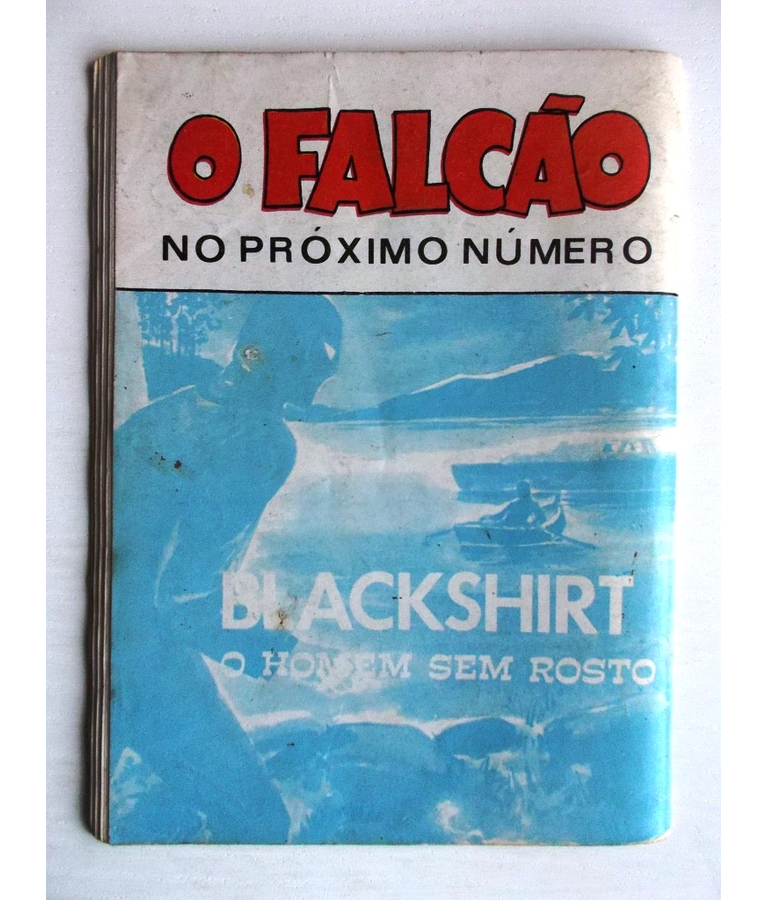 O FALCÃO
NO PRÓXIMO NÚMERO
BLACKSHIRT
O HOMEM SEM ROSTO